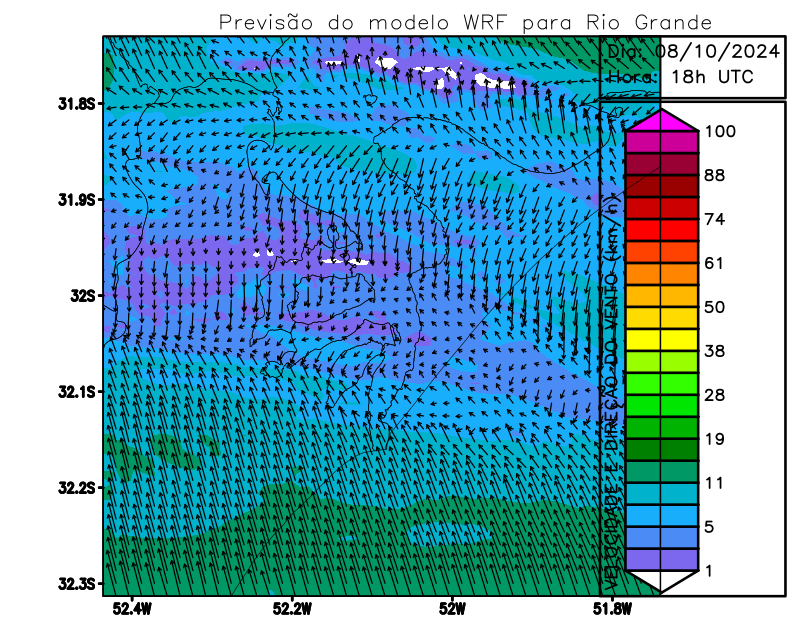 Previsão do modelo WRF para Rio Grande
Dia: 08/10/2024
Hora: 18h UTC
31.8S
31.9S
32S
32.1S
32.2S
32.3S
52.4W
52.2W
52W
51.8W
VELOCIDADE E DIREÇÃO DO VENTO (km/h)
100
88
74
61
50
38
28
19
11
5
1